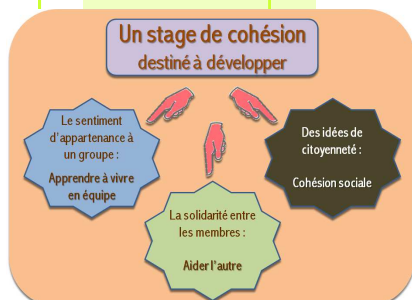 Un stage de cohésion
destiné à développer
Le sentiment
d'appartenance à
un groupe :
Apprendre à vivre
en équipe
La solidarité entre
les membres :
Aider l'autre
Des idées de
citoyenneté :
Cohésion sociale